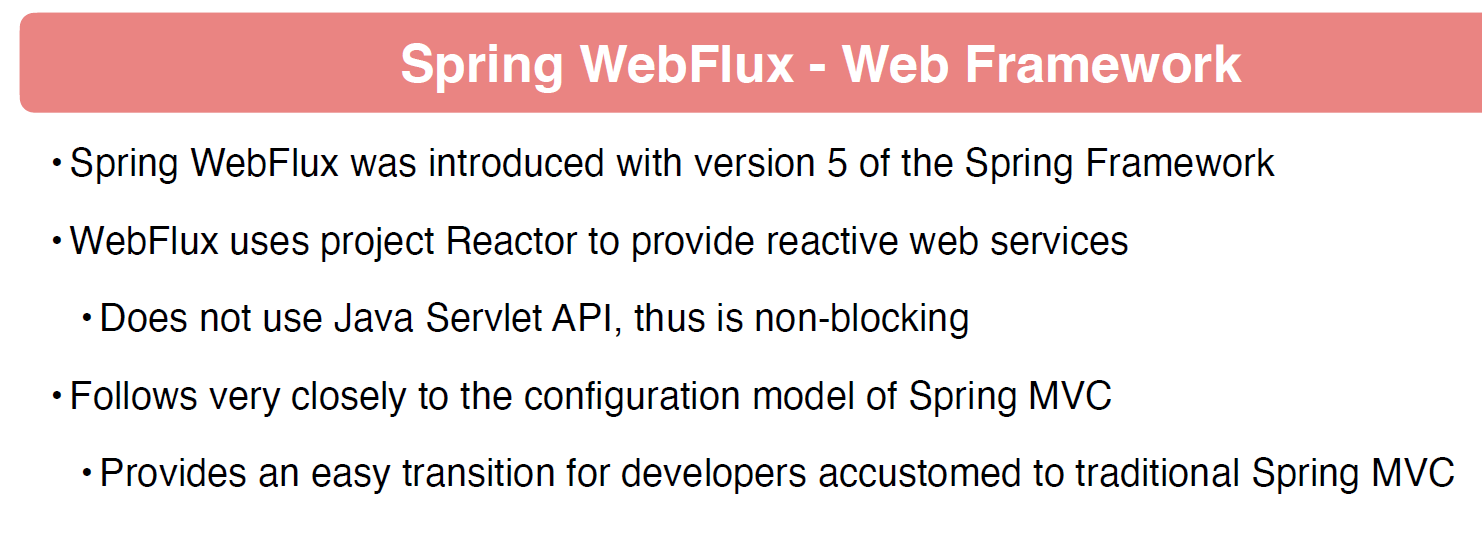 Spring WebFlux - Web Framework
• Spring WebFlux was introduced with version 5 of the Spring Framework
• WebFlux uses project Reactor to provide reactive web services
• Does not use Java Servlet API, thus is non-blocking
• Follows very closely to the configuration model of Spring MVC
• Provides an easy transition for developers accustomed to traditional Spring MVC